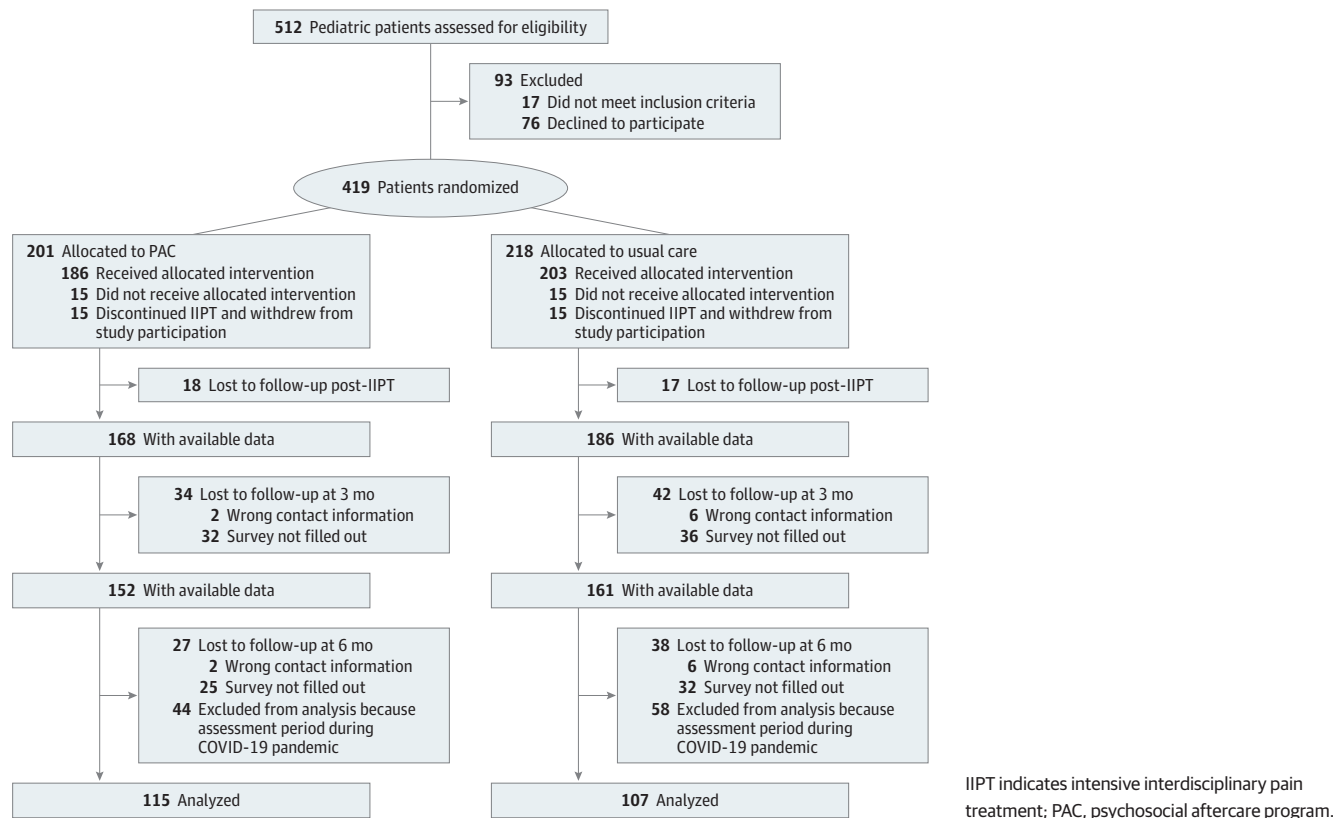 512 Pediatric patients assessed for eligibility
93 Excluded
17 Did not meet inclusion criteria
76 Declined to participate
419 Patients randomized
201 Allocated to PAC
186 Received allocated intervention
15 Did not receive allocated intervention
15 Discontinued IIPT and withdrew from
study participation
218 Allocated to usual care
203 Received allocated intervention
15 Did not receive allocated intervention
15 Discontinued IIPT and withdrew from
study participation
18 Lost to follow-up post-IIPT
17 Lost to follow-up post-IIPT
168 With available data
186 With available data
34 Lost to follow-up at 3 mo
2 Wrong contact information
32 Survey not filled out
42 Lost to follow-up at 3 mo
6 Wrong contact information
36 Survey not filled out
152 With available data
161 With available data
27 Lost to follow-up at 6 mo
2 Wrong contact information
25 Survey not filled out
44 Excluded from analysis because
assessment period during
COVID-19 pandemic
38 Lost to follow-up at 6 mo
6 Wrong contact information
32 Survey not filled out
58 Excluded from analysis because
assessment period during
COVID-19 pandemic
115 Analyzed
107 Analyzed
IIPT indicates intensive interdisciplinary pain
treatment; PAC, psychosocial aftercare program.